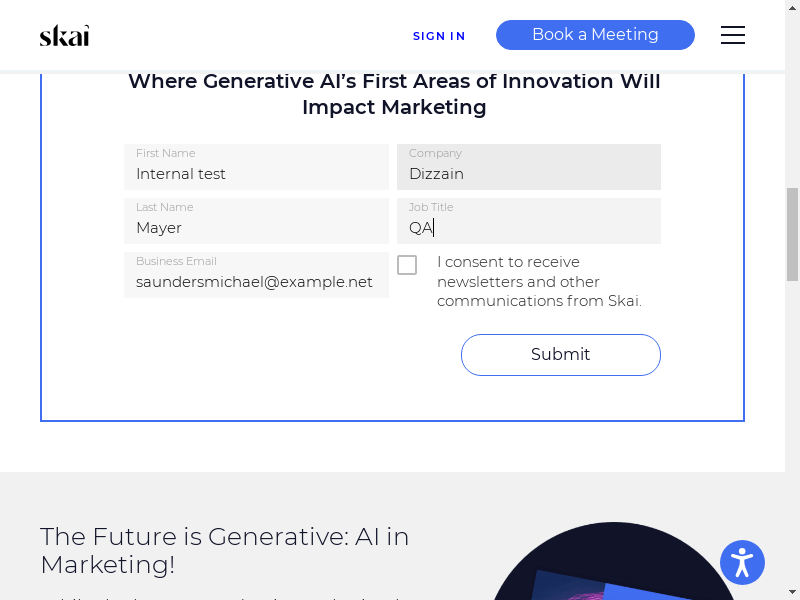 skai
SIGN IN
Book a Meeting
Where Generative AI’s First Areas of Innovation Will
Impact Marketing
First Name
Internal test
Company
Dizzain
Last Name
Mayer
Job Title
QA
Business Email
saundersmichael@example.net
I consent to receive
newsletters and other
communications from Skai.
Submit
The Future is Generative: AI in
Marketing!